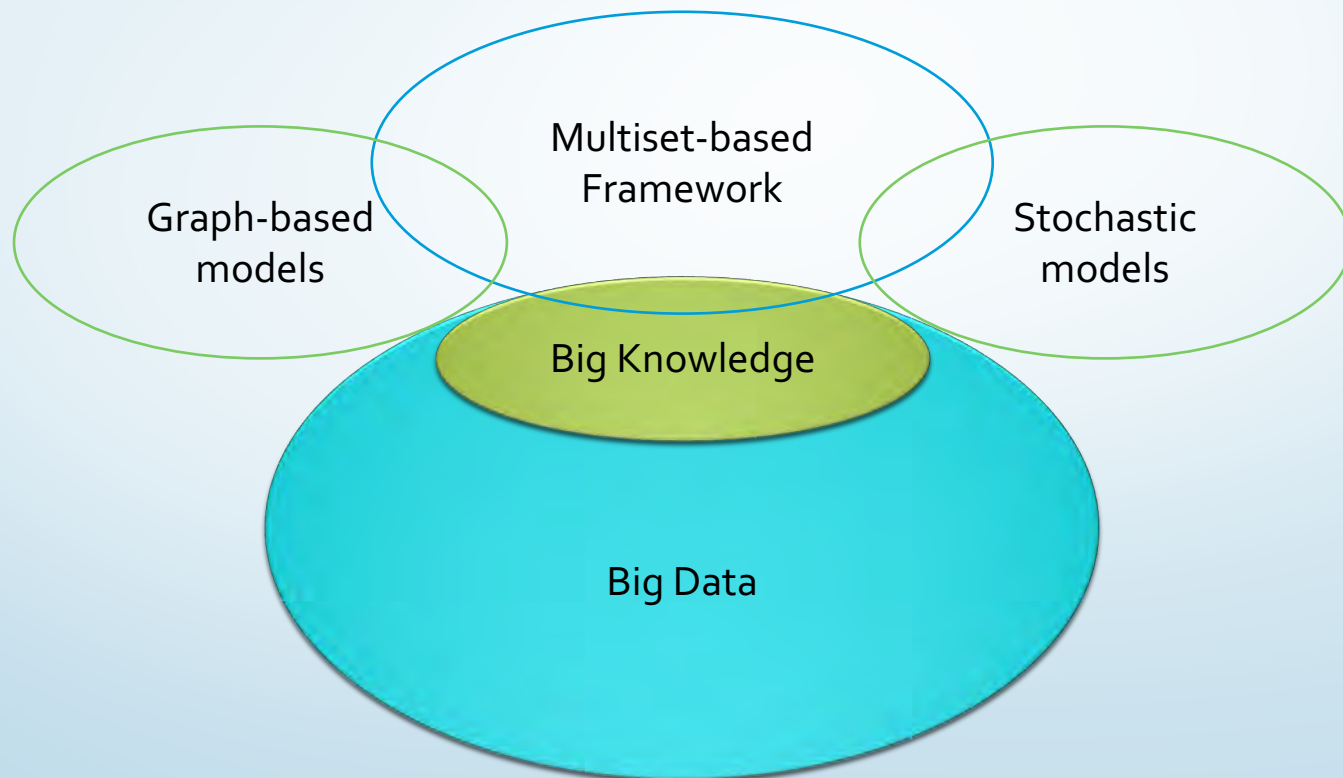 Multiset-based
Framework
Graph-based
models
Stochastic
models
Big Knowledge
Big Data